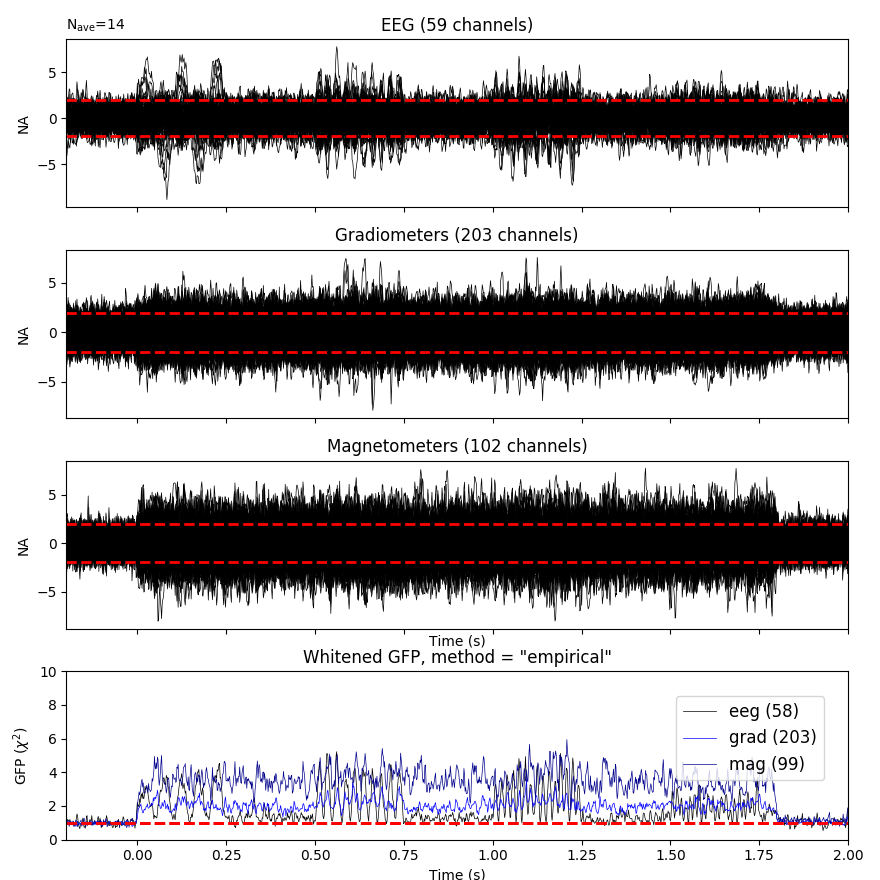 N_ave=14
EEG (59 channels)
5
0
−5
NA
Gradiometers (203 channels)
5
0
−5
NA
Magnetometers (102 channels)
5
0
−5
NA
Time (s)
Whitened GFP, method = "empirical"
10
8
6
4
2
0
GFP (χ²)
eeg (58)
grad (203)
mag (99)
0.00 0.25 0.50 0.75 1.00 1.25 1.50 1.75 2.00
Time (s)